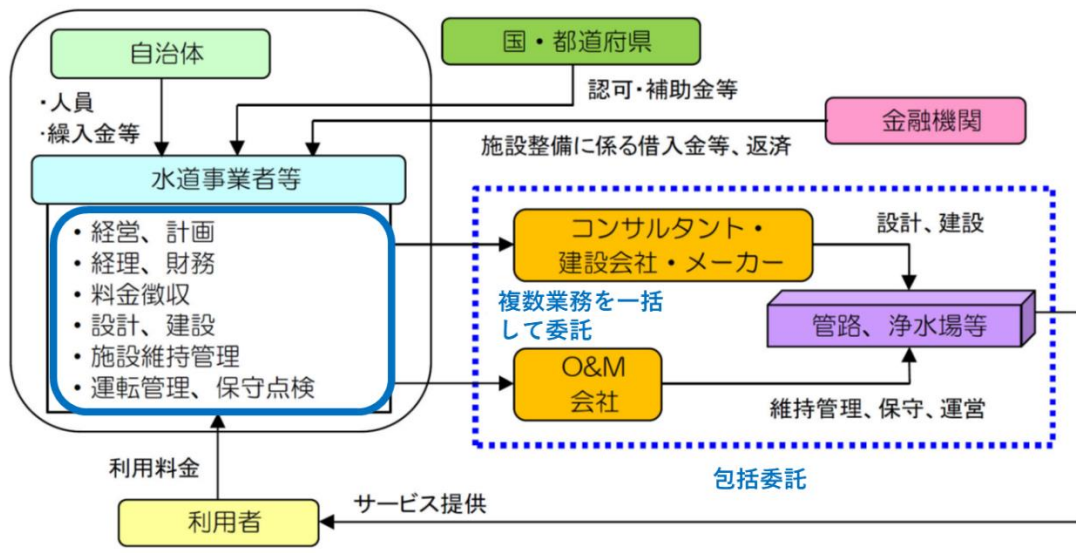 自治体
国・都道府県
・人員
・繰入金等
認可・補助金等
金融機関
施設整備に係る借入金等、返済
水道事業者等
・経営、計画
・経理、財務
・料金徴収
・設計、建設
・施設維持管理
・運転管理、保守点検
コンサルタント・
建設会社・メーカー
設計、建設
複数業務を一括
して委託
管路、浄水場等
O&M
会社
維持管理、保守、運営
包括委託
利用料金
サービス提供
利用者